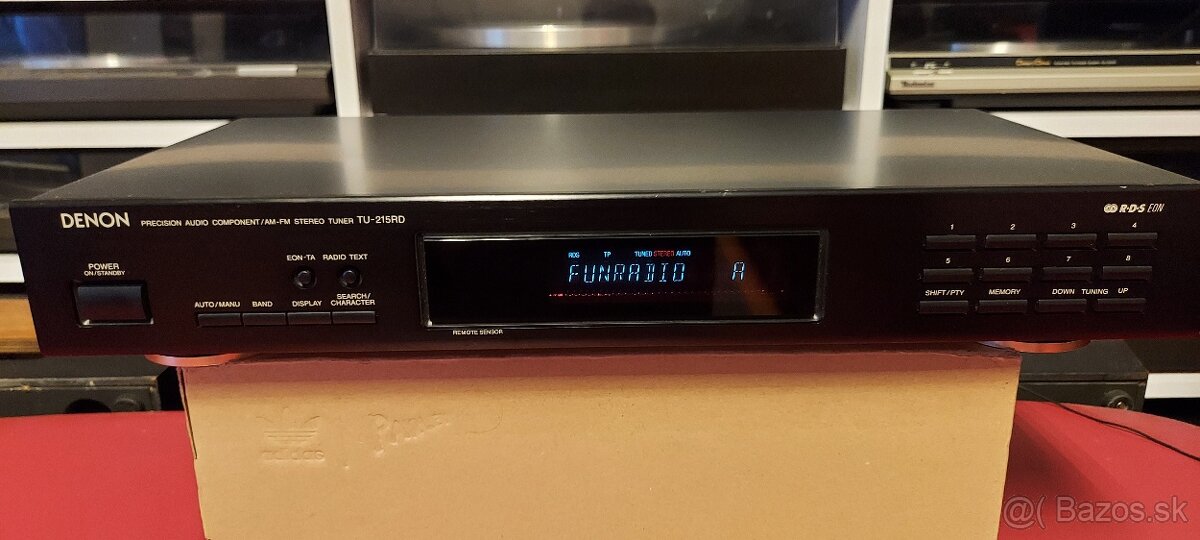 DENON PRECISION AUDIO COMPONENT/AM-FM STEREO TUNER TU-215RD
R·D·S EON
POWER
ON/STANDBY
EON·TA RADIO TEXT
AUTO/MANU BAND DISPLAY SEARCH/
CHARACTER
RDS TP TUNED STEREO AUTO
FUNRADIO A
REMOTE SENSOR
1 2 3 4
5 6 7 8
SHIFT/PTY MEMORY DOWN TUNING UP
Technics
adidas
@( Bazos.sk